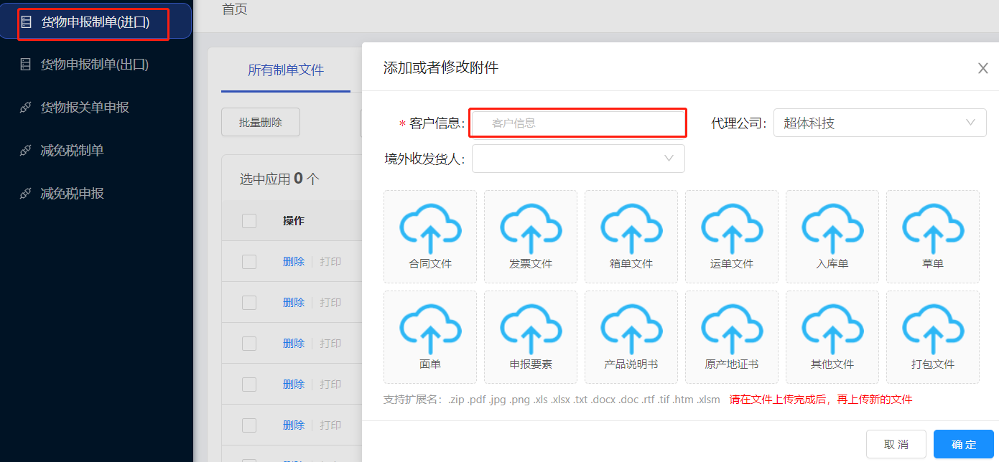 货物申报制单(进口)
货物申报制单(出口)
货物报关单申报
减免税制单
减免税申报
首页
所有制单文件
批量删除
选中应用 0 个
操作
删除 打印
删除 打印
删除 打印
删除 打印
删除 打印
添加或者修改附件
* 客户信息: 客户信息 代理公司: 超体科技
境外收发货人:
合同文件 发票文件 箱单文件 运单文件 入库单 草单
面单 申报要素 产品说明书 原产地证书 其他文件 打包文件
支持扩展名: .zip .pdf .jpg .png .xls .xlsx .txt .docx .doc .rtf .tif .htm .xlsm 请在文件上传完成后，再上传新的文件
取 消 确 定